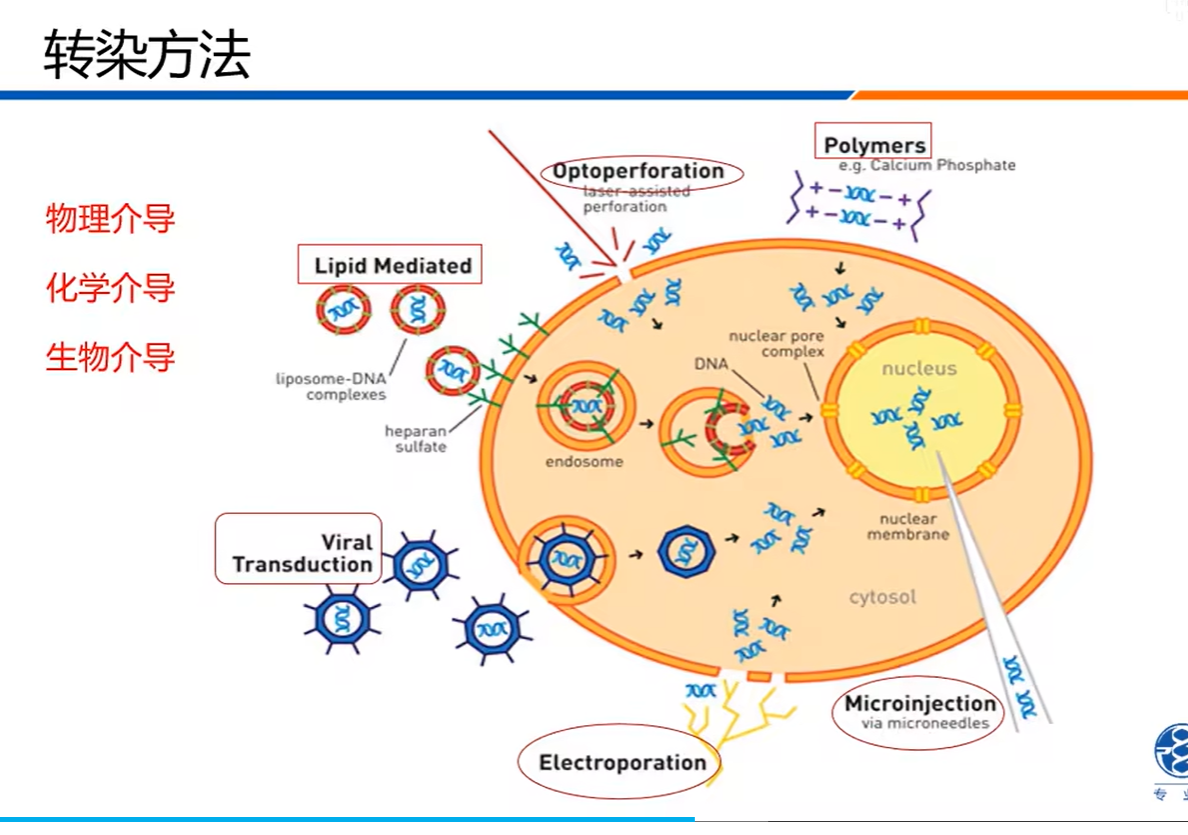 转染方法
物理介导
化学介导
生物介导
Optoperforation
laser-assisted
perforation
Polymers
e.g. Calcium Phosphate
Lipid Mediated
liposome-DNA
complexes
heparan
sulfate
endosome
DNA
nuclear pore
complex
nucleus
nuclear
membrane
cytosol
Viral
Transduction
Electroporation
Microinjection
via microneedles
专